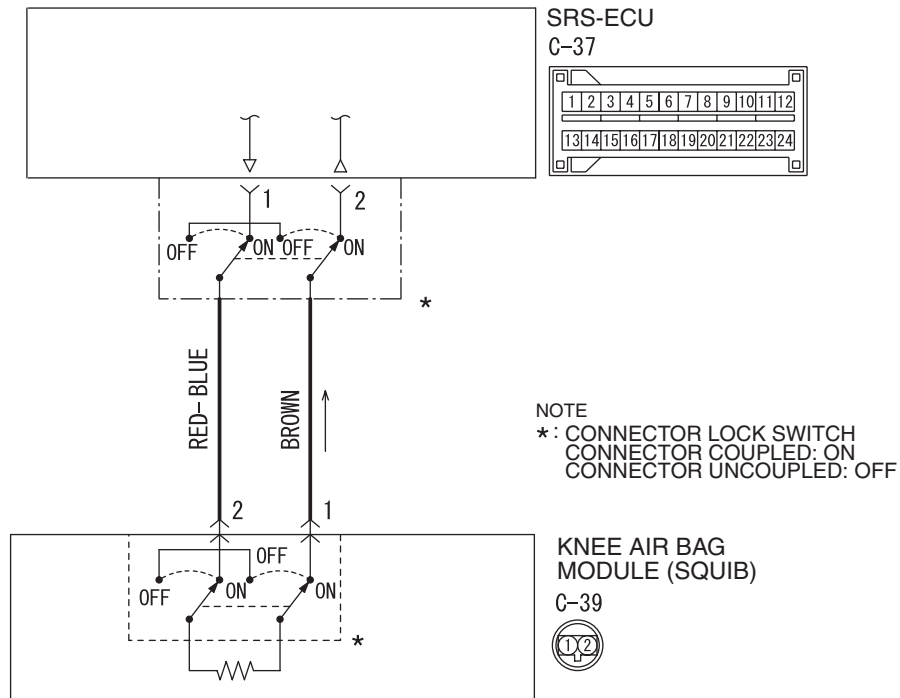 SRS-ECU
C-37
1 2 3 4 5 6 7 8 9 10 11 12
13 14 15 16 17 18 19 20 21 22 23 24
1 2
OFF ON OFF ON
*
RED-BLUE
BROWN
NOTE
*: CONNECTOR LOCK SWITCH
CONNECTOR COUPLED: ON
CONNECTOR UNCOUPLED: OFF
2 1
KNEE AIR BAG
MODULE (SQUIB)
C-39
1 2
OFF ON OFF ON
*